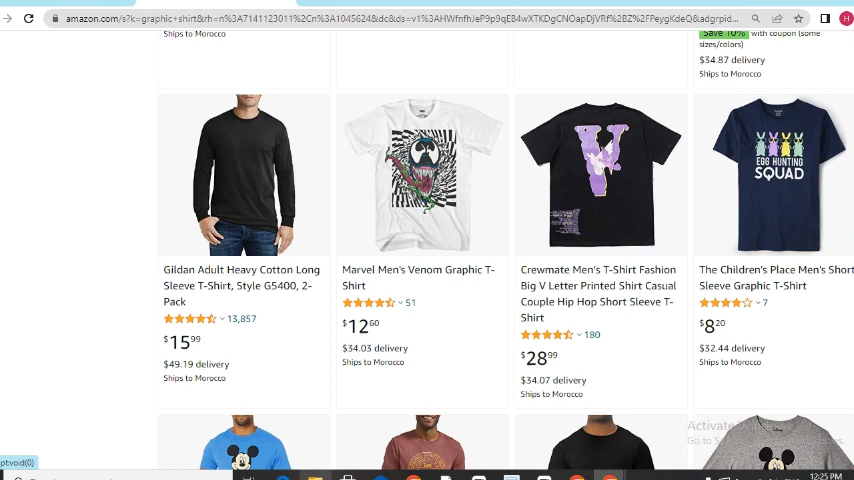 amazon.com/s?k=graphic+shirt&rh=n%3A7141123011%2Cn%3A1045624&dc&ds=v1%3AHWfnfhJeP9p9qEB4wXTKDgCNOapDjVRf%2BZ%2FPeygKdeQ&adgrpid...
H
Ships to Morocco
Save 10% with coupon (some
sizes/colors)
$34.87 delivery
Ships to Morocco
EGG HUNTING
SQUAD
V
Gildan Adult Heavy Cotton Long
Sleeve T-Shirt, Style G5400, 2-
Pack
13,857
$15 99
$49.19 delivery
Ships to Morocco
Marvel Men's Venom Graphic T-
Shirt
51
$12 60
$34.03 delivery
Ships to Morocco
Crewmate Men's T-Shirt Fashion
Big V Letter Printed Shirt Casual
Couple Hip Hop Short Sleeve T-
Shirt
180
$28 99
$34.07 delivery
Ships to Morocco
The Children's Place Men's Short
Sleeve Graphic T-Shirt
7
$8 20
$32.44 delivery
Ships to Morocco
Activate
Go to S
ptvoid(0)
12:25 PM